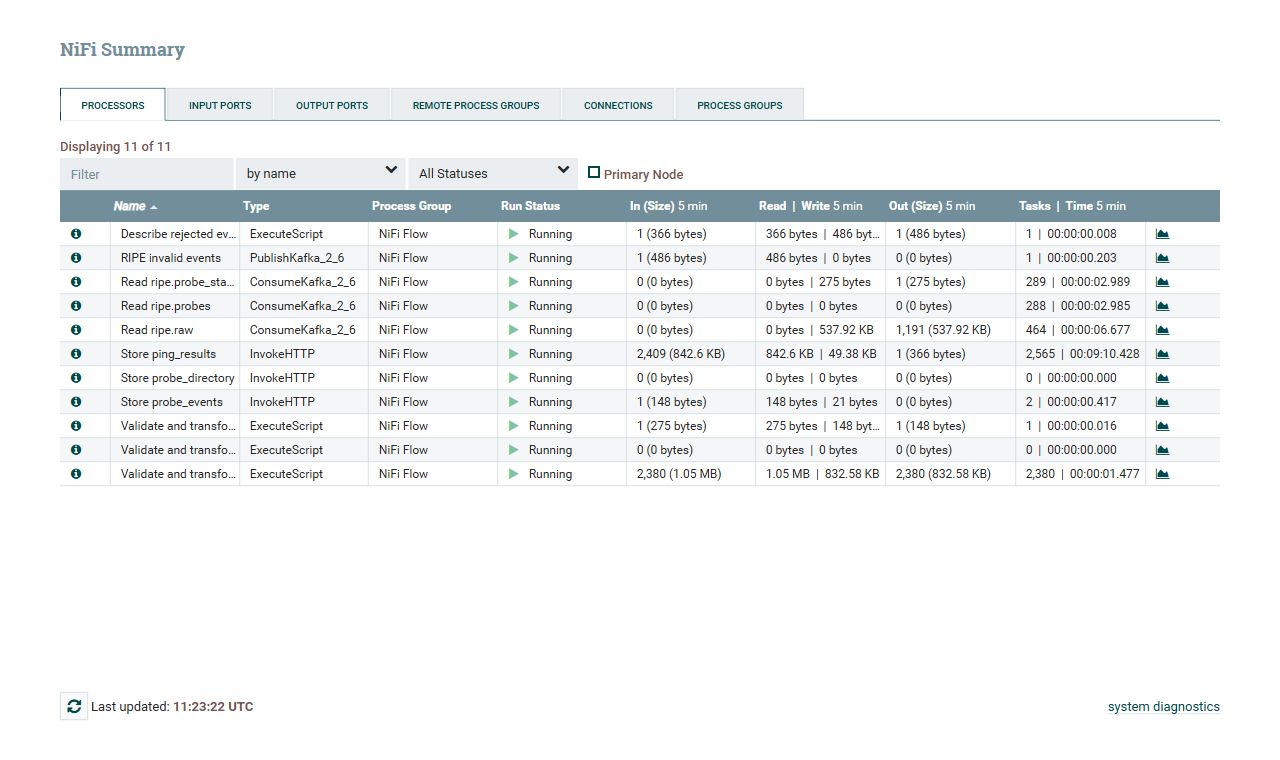 NiFi Summary
PROCESSORS INPUT PORTS OUTPUT PORTS REMOTE PROCESS GROUPS CONNECTIONS PROCESS GROUPS
Displaying 11 of 11
Filter by name All Statuses Primary Node
Name Type Process Group Run Status In (Size) 5 min Read | Write 5 min Out (Size) 5 min Tasks | Time 5 min
Describe rejected ev... ExecuteScript NiFi Flow Running 1 (366 bytes) 366 bytes | 486 byt... 1 (486 bytes) 1 | 00:00:00.008
RIPE invalid events PublishKafka_2_6 NiFi Flow Running 1 (486 bytes) 486 bytes | 0 bytes 0 (0 bytes) 1 | 00:00:00.203
Read ripe.probe_sta... ConsumeKafka_2_6 NiFi Flow Running 0 (0 bytes) 0 bytes | 275 bytes 1 (275 bytes) 289 | 00:00:02.989
Read ripe.probes ConsumeKafka_2_6 NiFi Flow Running 0 (0 bytes) 0 bytes | 0 bytes 0 (0 bytes) 288 | 00:00:02.985
Read ripe.raw ConsumeKafka_2_6 NiFi Flow Running 0 (0 bytes) 0 bytes | 537.92 KB 1,191 (537.92 KB) 464 | 00:00:06.677
Store ping_results InvokeHTTP NiFi Flow Running 2,409 (842.6 KB) 842.6 KB | 49.38 KB 1 (366 bytes) 2,565 | 00:09:10.428
Store probe_directory InvokeHTTP NiFi Flow Running 0 (0 bytes) 0 bytes | 0 bytes 0 (0 bytes) 0 | 00:00:00.000
Store probe_events InvokeHTTP NiFi Flow Running 1 (148 bytes) 148 bytes | 21 bytes 0 (0 bytes) 2 | 00:00:00.417
Validate and transfo... ExecuteScript NiFi Flow Running 1 (275 bytes) 275 bytes | 148 byt... 1 (148 bytes) 1 | 00:00:00.016
Validate and transfo... ExecuteScript NiFi Flow Running 0 (0 bytes) 0 bytes | 0 bytes 0 (0 bytes) 0 | 00:00:00.000
Validate and transfo... ExecuteScript NiFi Flow Running 2,380 (1.05 MB) 1.05 MB | 832.58 KB 2,380 (832.58 KB) 2,380 | 00:00:01.477
Last updated: 11:23:22 UTC system diagnostics